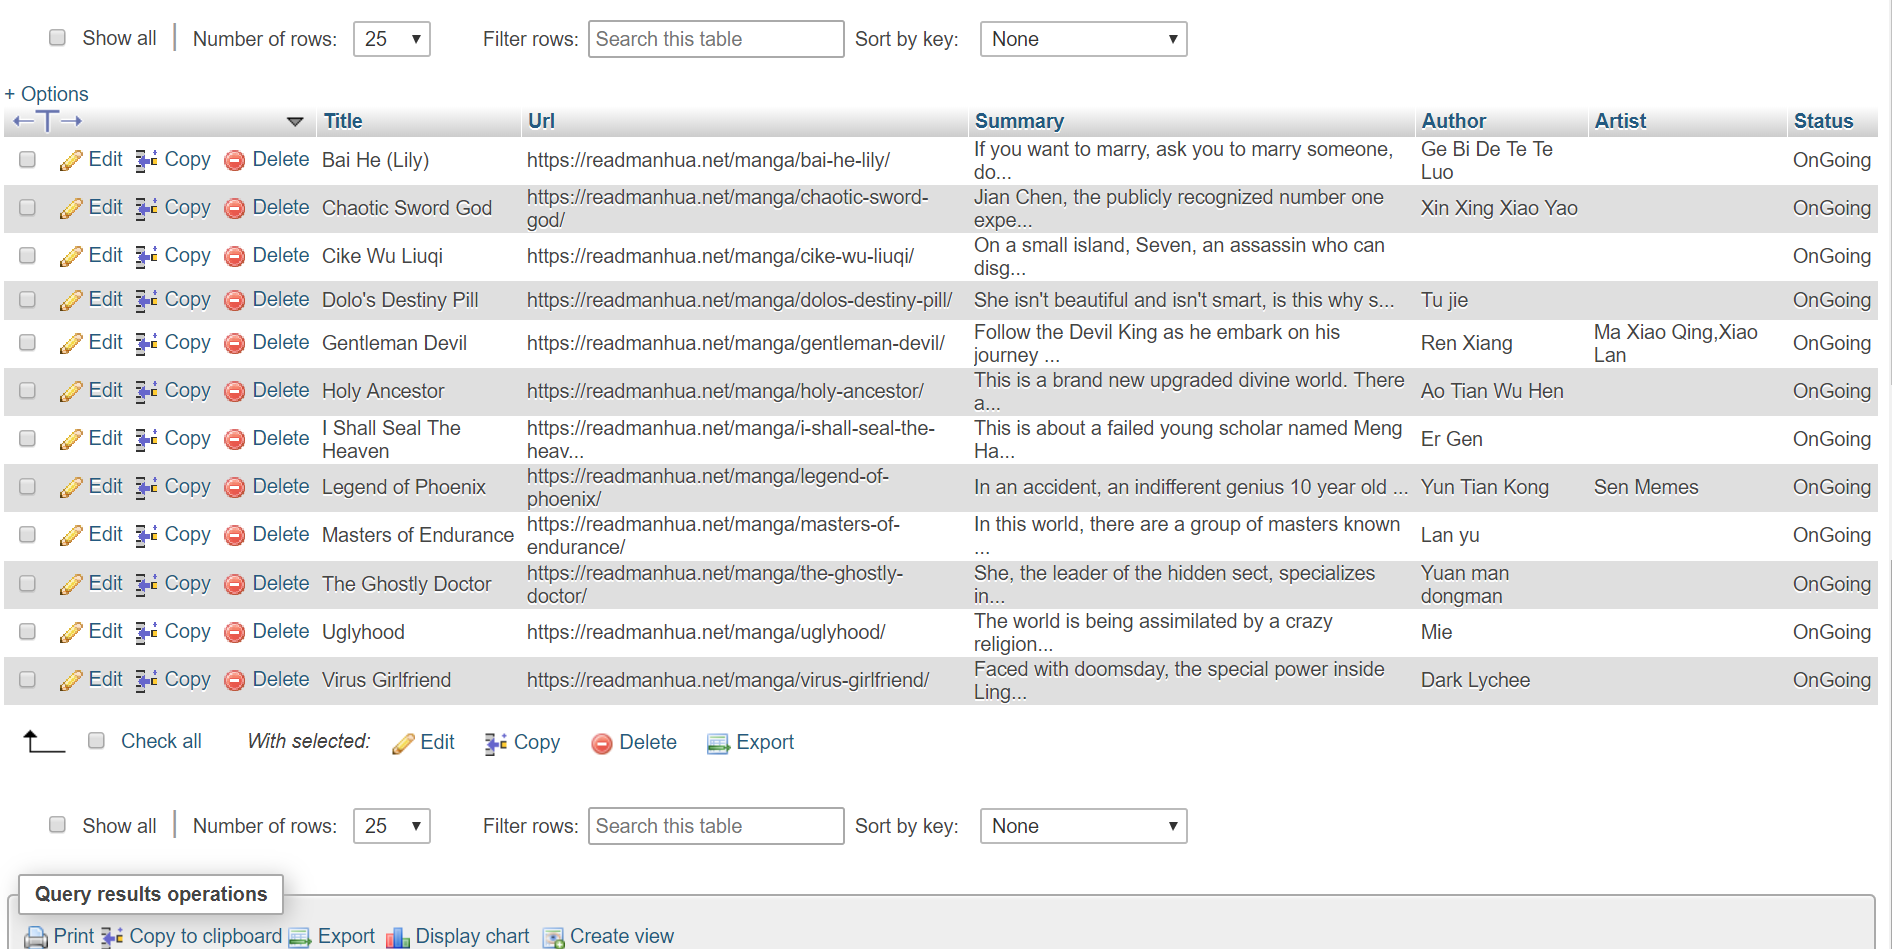 Show all | Number of rows: 25 Filter rows: Search this table Sort by key: None
+ Options
←T→ Title Url Summary Author Artist Status
Edit Copy Delete Bai He (Lily) https://readmanhua.net/manga/bai-he-lily/ If you want to marry, ask you to marry someone, do... Ge Bi De Te Te Luo OnGoing
Edit Copy Delete Chaotic Sword God https://readmanhua.net/manga/chaotic-sword-god/ Jian Chen, the publicly recognized number one expe... Xin Xing Xiao Yao OnGoing
Edit Copy Delete Cike Wu Liuqi https://readmanhua.net/manga/cike-wu-liuqi/ On a small island, Seven, an assassin who can disg... OnGoing
Edit Copy Delete Dolo's Destiny Pill https://readmanhua.net/manga/dolos-destiny-pill/ She isn't beautiful and isn't smart, is this why s... Tu jie OnGoing
Edit Copy Delete Gentleman Devil https://readmanhua.net/manga/gentleman-devil/ Follow the Devil King as he embark on his journey ... Ren Xiang Ma Xiao Qing,Xiao Lan OnGoing
Edit Copy Delete Holy Ancestor https://readmanhua.net/manga/holy-ancestor/ This is a brand new upgraded divine world. There a... Ao Tian Wu Hen OnGoing
Edit Copy Delete I Shall Seal The Heaven https://readmanhua.net/manga/i-shall-seal-the-heav... This is about a failed young scholar named Meng Ha... Er Gen OnGoing
Edit Copy Delete Legend of Phoenix https://readmanhua.net/manga/legend-of-phoenix/ In an accident, an indifferent genius 10 year old ... Yun Tian Kong Sen Memes OnGoing
Edit Copy Delete Masters of Endurance https://readmanhua.net/manga/masters-of-endurance/ In this world, there are a group of masters known ... Lan yu OnGoing
Edit Copy Delete The Ghostly Doctor https://readmanhua.net/manga/the-ghostly-doctor/ She, the leader of the hidden sect, specializes in... Yuan man dongman OnGoing
Edit Copy Delete Uglyhood https://readmanhua.net/manga/uglyhood/ The world is being assimilated by a crazy religion... Mie OnGoing
Edit Copy Delete Virus Girlfriend https://readmanhua.net/manga/virus-girlfriend/ Faced with doomsday, the special power inside Ling... Dark Lychee OnGoing
Check all With selected: Edit Copy Delete Export
Show all | Number of rows: 25 Filter rows: Search this table Sort by key: None
Query results operations
Print Copy to clipboard Export Display chart Create view